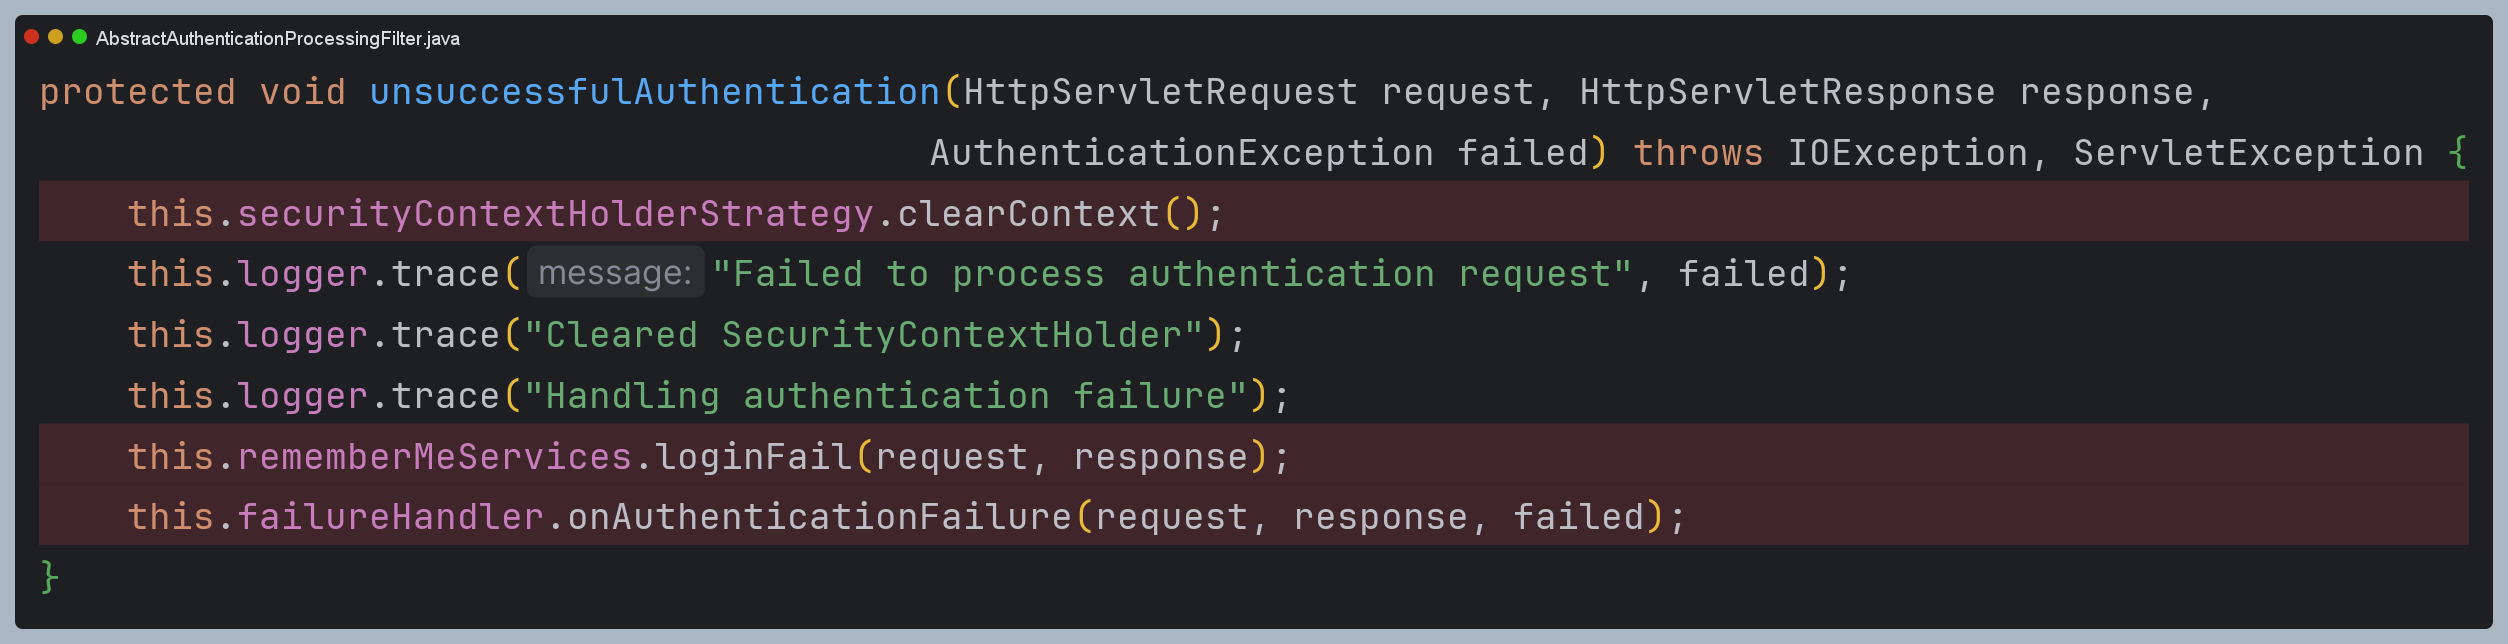 AbstractAuthenticationProcessingFilter.java
protected void unsuccessfulAuthentication(HttpServletRequest request, HttpServletResponse response,
AuthenticationException failed) throws IOException, ServletException {
this.securityContextHolderStrategy.clearContext();
this.logger.trace( message: "Failed to process authentication request", failed);
this.logger.trace("Cleared SecurityContextHolder");
this.logger.trace("Handling authentication failure");
this.rememberMeServices.loginFail(request, response);
this.failureHandler.onAuthenticationFailure(request, response, failed);
}